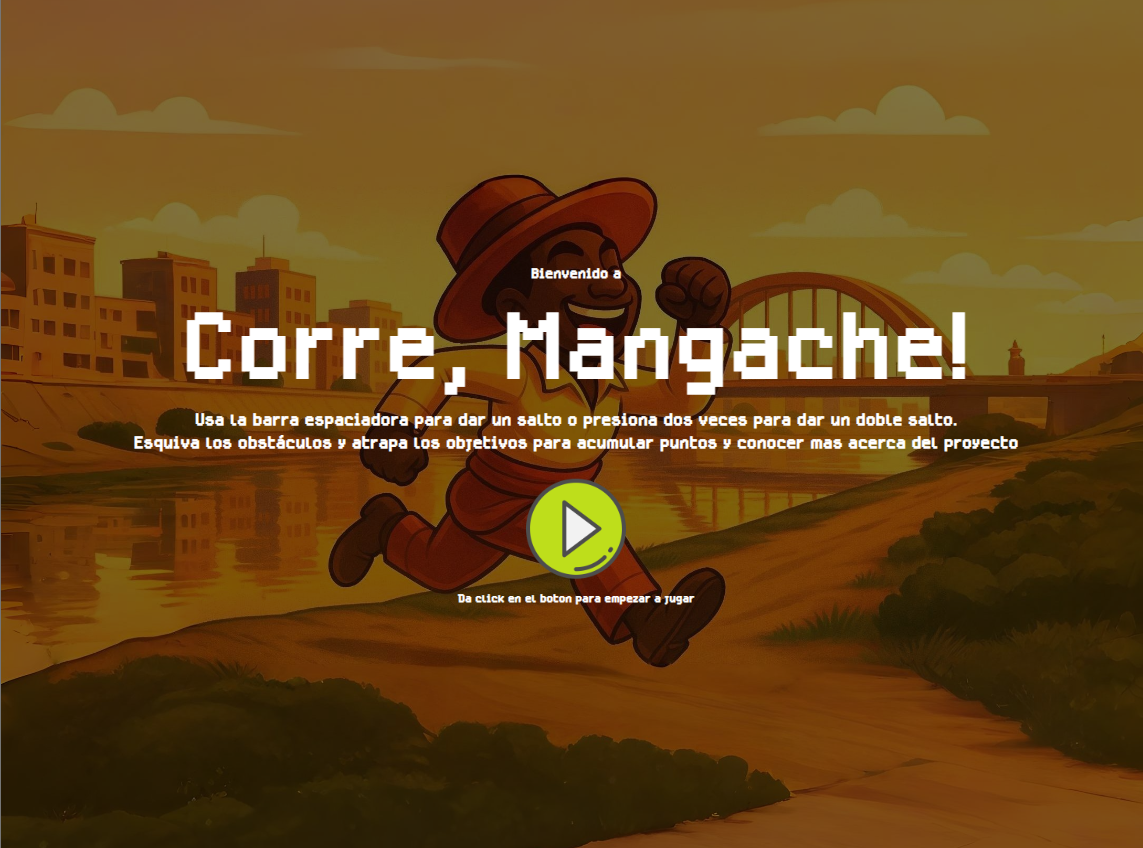 Bienvenido a
Corre, Mangache!
Usa la barra espaciadora para dar un salto o presiona dos veces para dar un doble salto.
Esquiva los obstáculos y atrapa los objetivos para acumular puntos y conocer mas acerca del proyecto
Da click en el boton para empezar a jugar